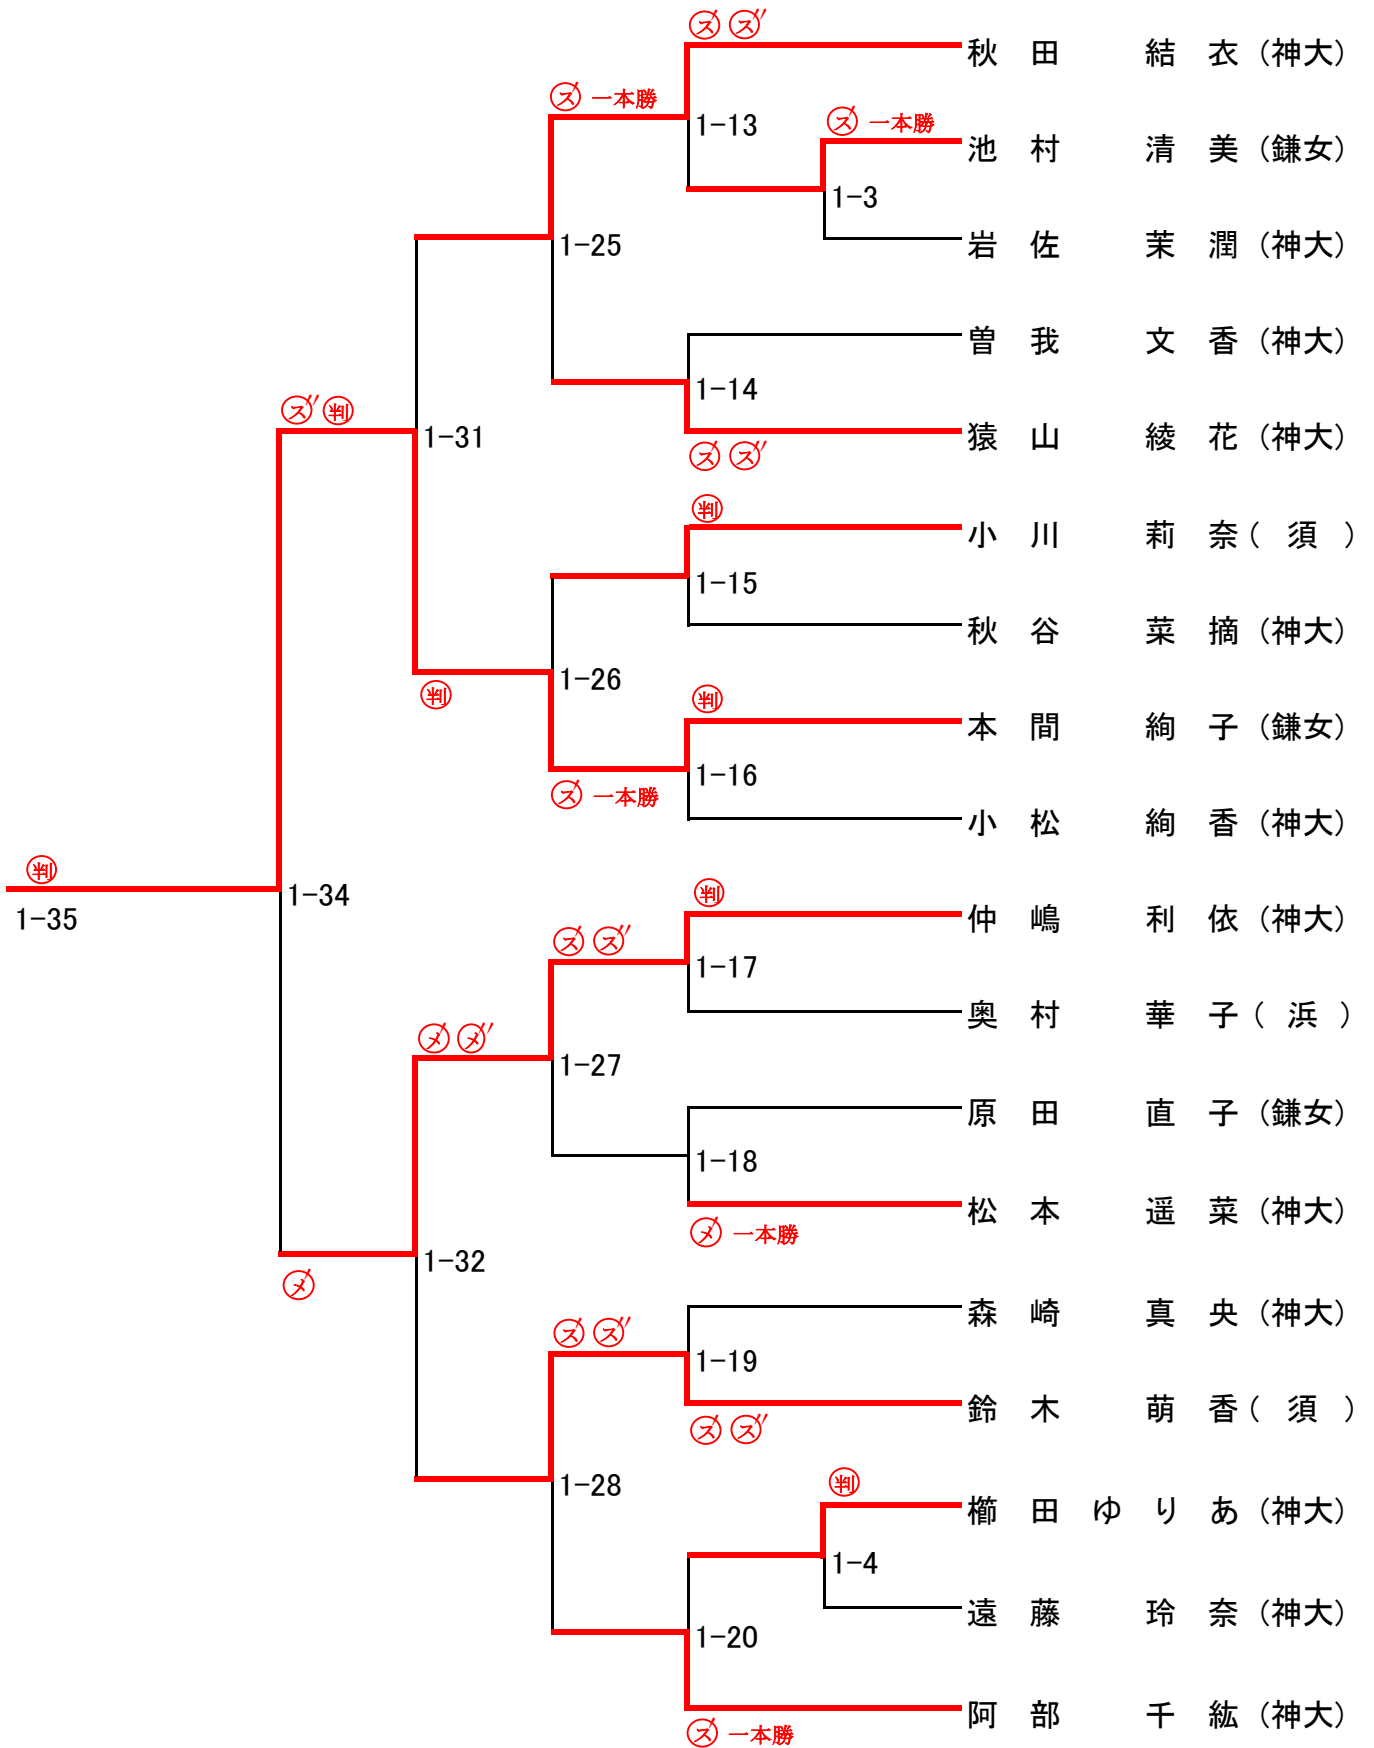 ス ス
秋 田 結 衣 (神大)
ス 一本勝
1-13
ス 一本勝
池 村 清 美 (鎌女)
1-3
岩 佐 茉 潤 (神大)
1-25
曽 我 文 香 (神大)
1-14
猿 山 綾 花 (神大)
ス ス
ス 判
1-31
判
小 川 莉 奈 ( 須 )
1-15
秋 谷 菜 摘 (神大)
1-26
判
判
本 間 絢 子 (鎌女)
1-16
ス 一本勝
小 松 絢 香 (神大)
判
1-35
1-34
判
仲 嶋 利 依 (神大)
ス ス
1-17
奥 村 華 子 ( 浜 )
メ メ
1-27
原 田 直 子 (鎌女)
1-18
松 本 遥 菜 (神大)
メ 一本勝
1-32
メ
森 崎 真 央 (神大)
ス ス
1-19
鈴 木 萌 香 ( 須 )
ス ス
1-28
判
櫛 田 ゆ り あ (神大)
1-4
遠 藤 玲 奈 (神大)
1-20
阿 部 千 紘 (神大)
ス 一本勝